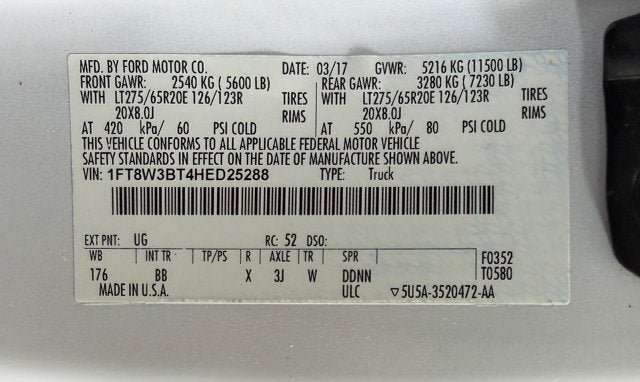 MFD. BY FORD MOTOR CO. DATE: 03/17 GVWR: 5216 KG (11500 LB)
FRONT GAWR: 2540 KG ( 5600 LB) REAR GAWR: 3280 KG ( 7230 LB)
WITH LT275/65R20E 126/123R TIRES WITH LT275/65R20E 126/123R TIRES
20X8.0J RIMS 20X8.0J RIMS
AT 420 kPa/ 60 PSI COLD AT 550 kPa/ 80 PSI COLD
THIS VEHICLE CONFORMS TO ALL APPLICABLE FEDERAL MOTOR VEHICLE
SAFETY STANDARDS IN EFFECT ON THE DATE OF MANUFACTURE SHOWN ABOVE.
VIN: 1FT8W3BT4HED25288 TYPE: Truck
EXT PNT: UG RC: 52 DSO:
WB INT TR TP/PS R AXLE TR SPR F0352
176 BB X 3J W DDNN T0580
MADE IN U.S.A. ULC ▽5U5A-3520472-AA